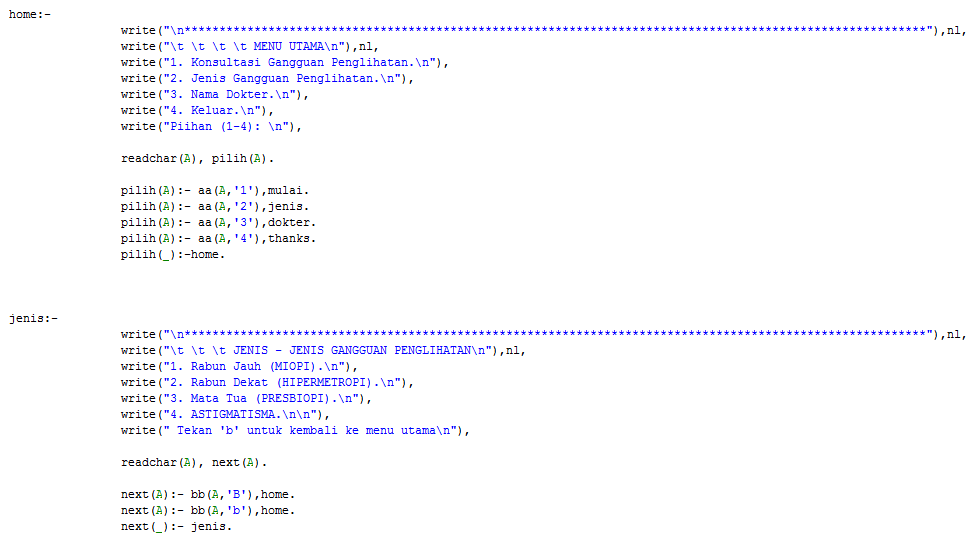 home:-
write("\n**********************************************************************************************************"),nl,
write("\t \t \t \t MENU UTAMA\n"),nl,
write("1. Konsultasi Gangguan Penglihatan.\n"),
write("2. Jenis Gangguan Penglihatan.\n"),
write("3. Nama Dokter.\n"),
write("4. Keluar.\n"),
write("Piihan (1-4): \n"),
readchar(A), pilih(A).
pilih(A):- aa(A,'1'),mulai.
pilih(A):- aa(A,'2'),jenis.
pilih(A):- aa(A,'3'),dokter.
pilih(A):- aa(A,'4'),thanks.
pilih(_):-home.
jenis:-
write("\n**********************************************************************************************************"),nl,
write("\t \t \t JENIS - JENIS GANGGUAN PENGLIHATAN\n"),nl,
write("1. Rabun Jauh (MIOPI).\n"),
write("2. Rabun Dekat (HIPERMETROPI).\n"),
write("3. Mata Tua (PRESBIOPI).\n"),
write("4. ASTIGMATISMA.\n\n"),
write(" Tekan 'b' untuk kembali ke menu utama\n"),
readchar(A), next(A).
next(A):- bb(A,'B'),home.
next(A):- bb(A,'b'),home.
next(_):- jenis.